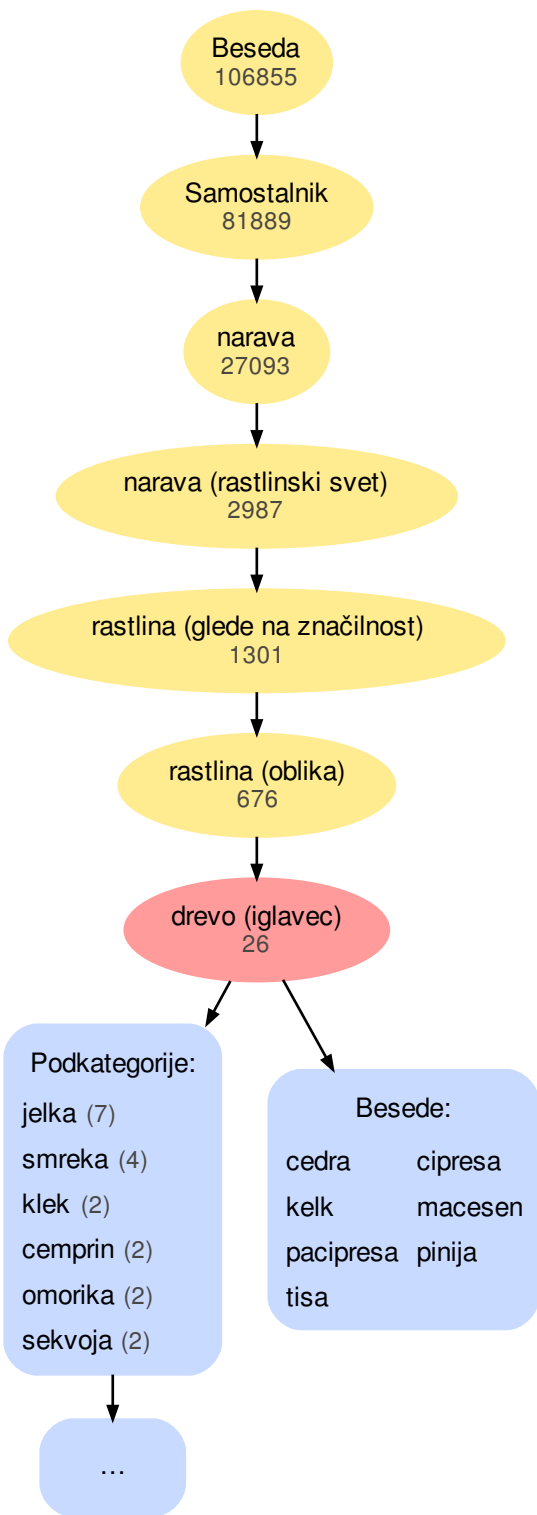 Beseda
106855
Samostalnik
81889
narava
27093
narava (rastlinski svet)
2987
rastlina (glede na značilnost)
1301
rastlina (oblika)
676
drevo (iglavec)
26
Podkategorije:
jelka (7)
smreka (4)
klek (2)
cemprin (2)
omorika (2)
sekvoja (2)
...
Besede:
cedra cipresa
kelk macesen
pacipresa pinija
tisa